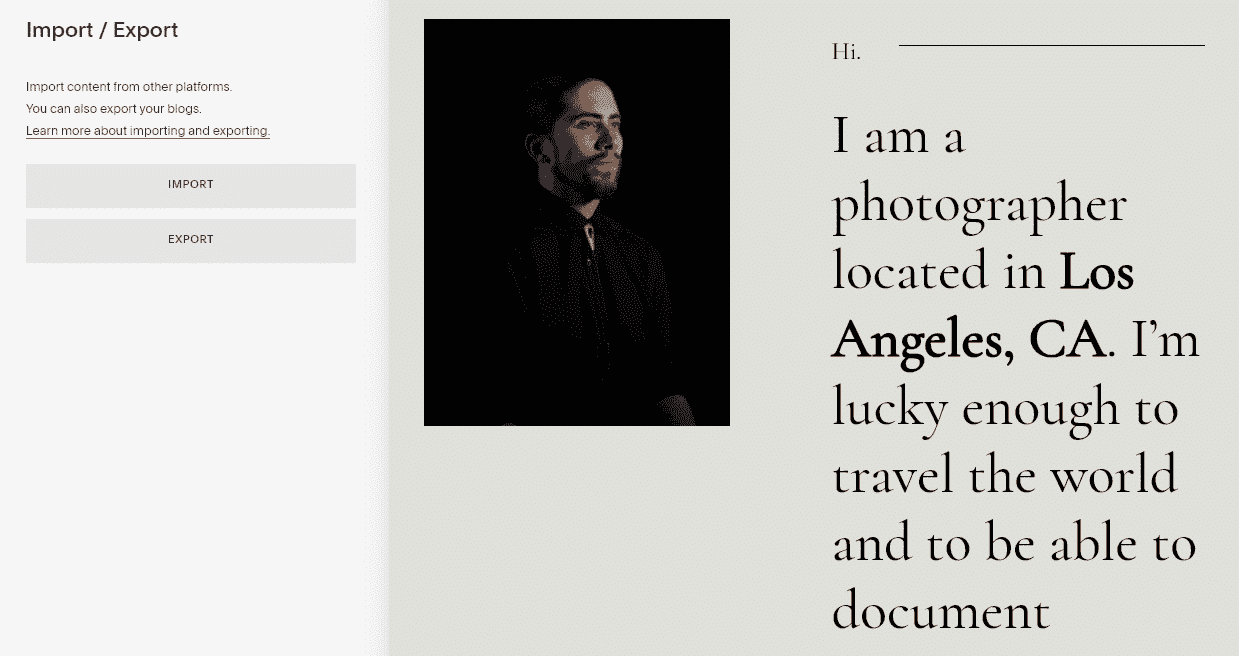 Import / Export
Import content from other platforms.
You can also export your blogs.
Learn more about importing and exporting.
IMPORT
EXPORT
Hi.
I am a
photographer
located in Los
Angeles, CA. I’m
lucky enough to
travel the world
and to be able to
document